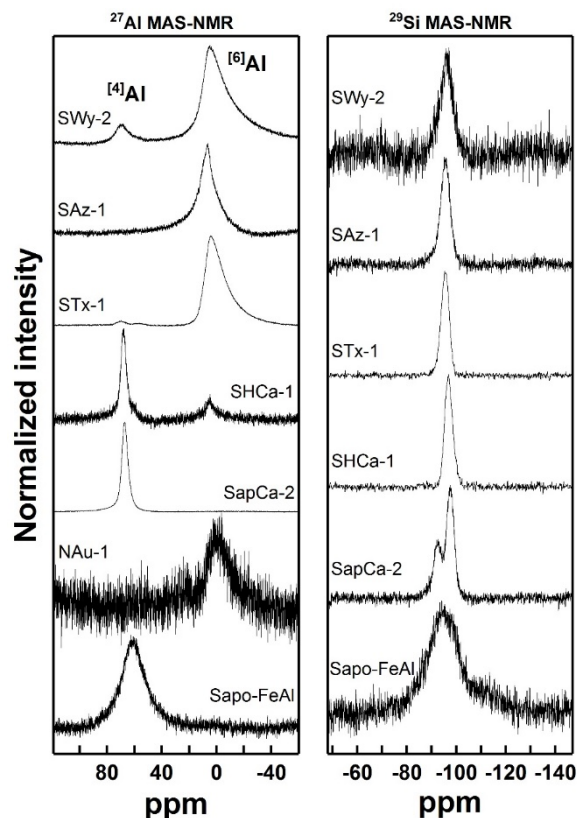 ²⁷Al MAS-NMR
[4]Al
[6]Al
SWy-2
SAz-1
STx-1
SHCa-1
SapCa-2
NAu-1
Sapo-FeAl
Normalized intensity
80 40 0 -40
ppm
²⁹Si MAS-NMR
SWy-2
SAz-1
STx-1
SHCa-1
SapCa-2
Sapo-FeAl
-60 -80 -100 -120 -140
ppm